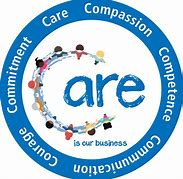 Care
Compassion
Competence
Communication
Courage
Commitment
Care
is our business